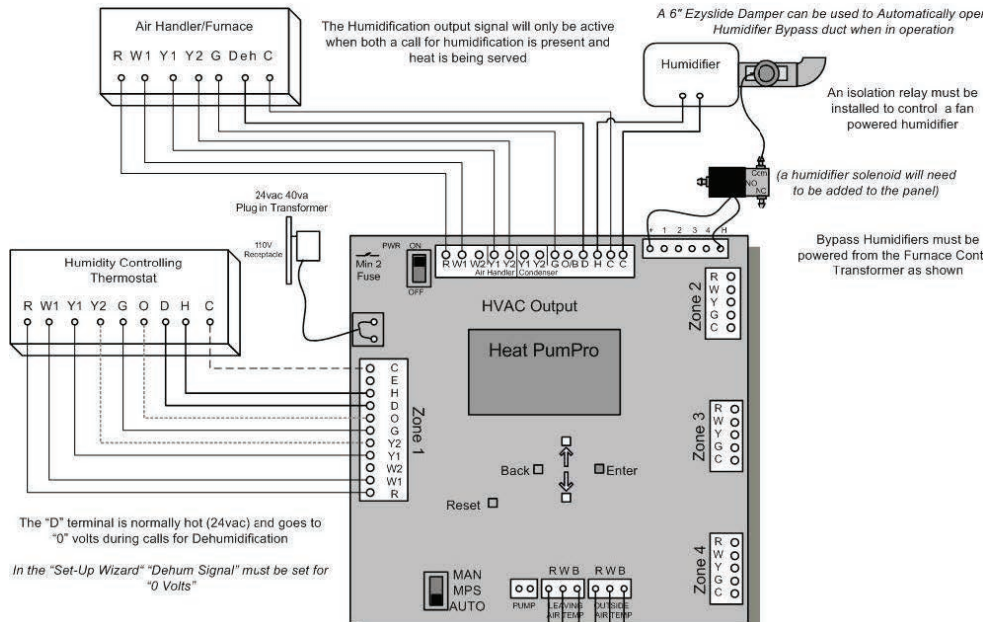 Air Handler/Furnace
R W1 Y1 Y2 G Deh C
The Humidification output signal will only be active
when both a call for humidification is present and
heat is being served
A 6" Ezyslide Damper can be used to Automatically ope
Humidifier Bypass duct when in operation
Humidifier
An isolation relay must be
installed to control a fan
powered humidifier
Com
NO
NC
(a humidifier solenoid will need
to be added to the panel)
24vac 40va
Plug in Transformer
110V
Receptacle
Bypass Humidifiers must be
powered from the Furnace Cont
Transformer as shown
Humidity Controlling
Thermostat
R W1 Y1 Y2 G O D H C
PWR
ON
OFF
Min 2
Fuse
R W1 W2 Y1 Y2 Y1 Y2 G O/B D H C C
Air Handler Condenser
* 1 2 3 4 H
HVAC Output
Heat PumPro
Zone 1
C
E
H
D
O
G
Y2
Y1
W2
W1
R
Zone 2
R
W
Y
G
C
Zone 3
R
W
Y
G
C
Zone 4
R
W
Y
G
C
Back
Enter
Reset
The "D" terminal is normally hot (24vac) and goes to
"0" volts during calls for Dehumidification
In the "Set-Up Wizard" "Dehum Signal" must be set for
"0 Volts"
MAN
MPS
AUTO
PUMP
R W B
LEAVING
AIR TEMP
R W B
OUTSIDE
AIR TEMP